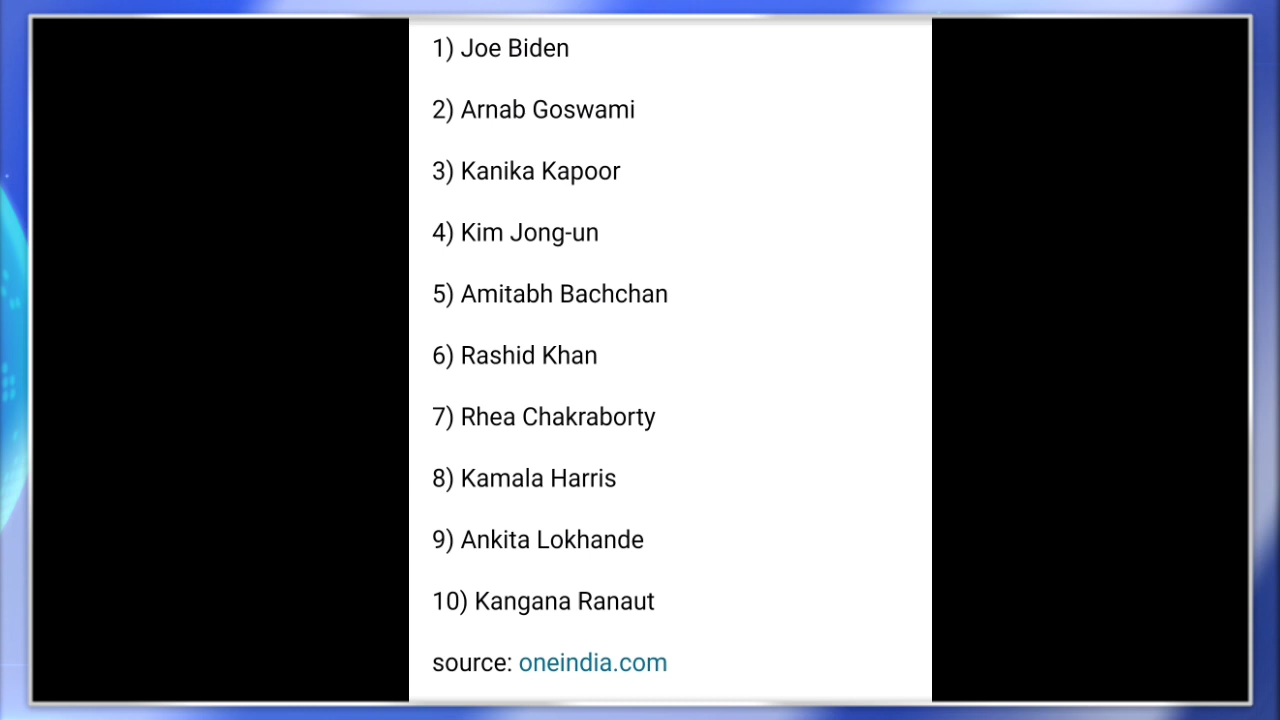 1) Joe Biden
2) Arnab Goswami
3) Kanika Kapoor
4) Kim Jong-un
5) Amitabh Bachchan
6) Rashid Khan
7) Rhea Chakraborty
8) Kamala Harris
9) Ankita Lokhande
10) Kangana Ranaut
source: oneindia.com